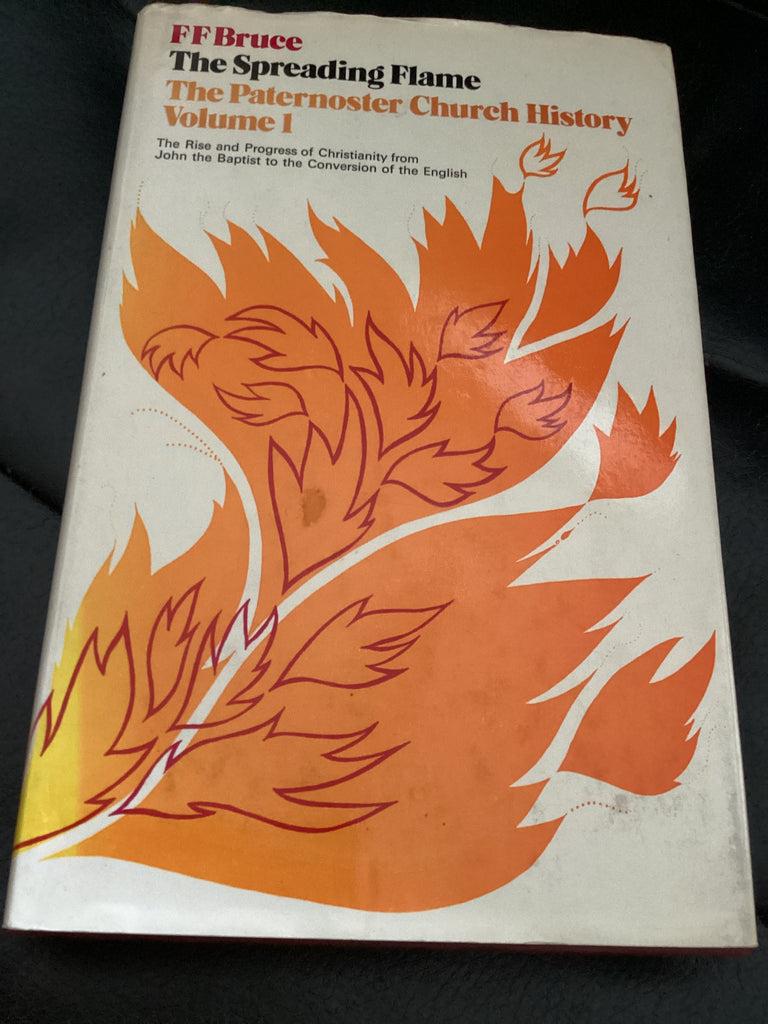 FF Bruce
The Spreading Flame
The Paternoster Church History
Volume 1
The Rise and Progress of Christianity from
John the Baptist to the Conversion of the English